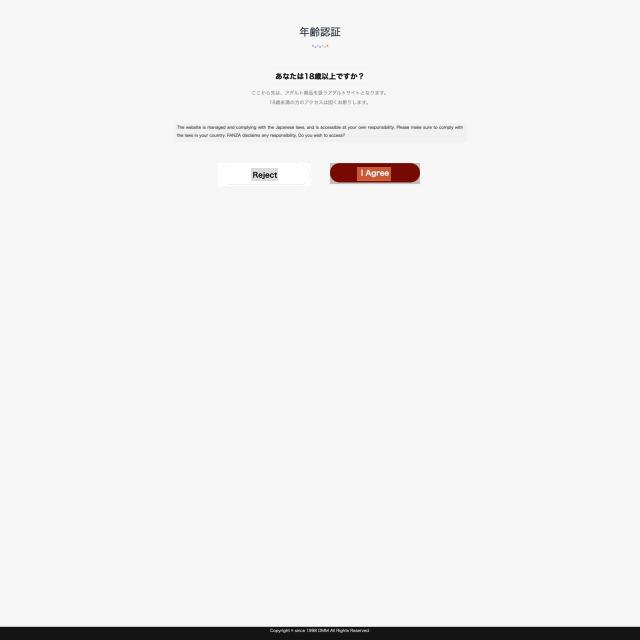 年齢認証
あなたは18歳以上ですか？
ここから先は、アダルト商品を扱うアダルトサイトとなります。
18歳未満の方のアクセスは固くお断りします。
The website is managed and complying with the Japanese laws, and is accessible at your own responsibility. Please make sure to comply with
the laws in your country. FANZA disclaims any responsibility. Do you wish to access?
Reject
I Agree
Copyright © since 1998 DMM All Rights Reserved.